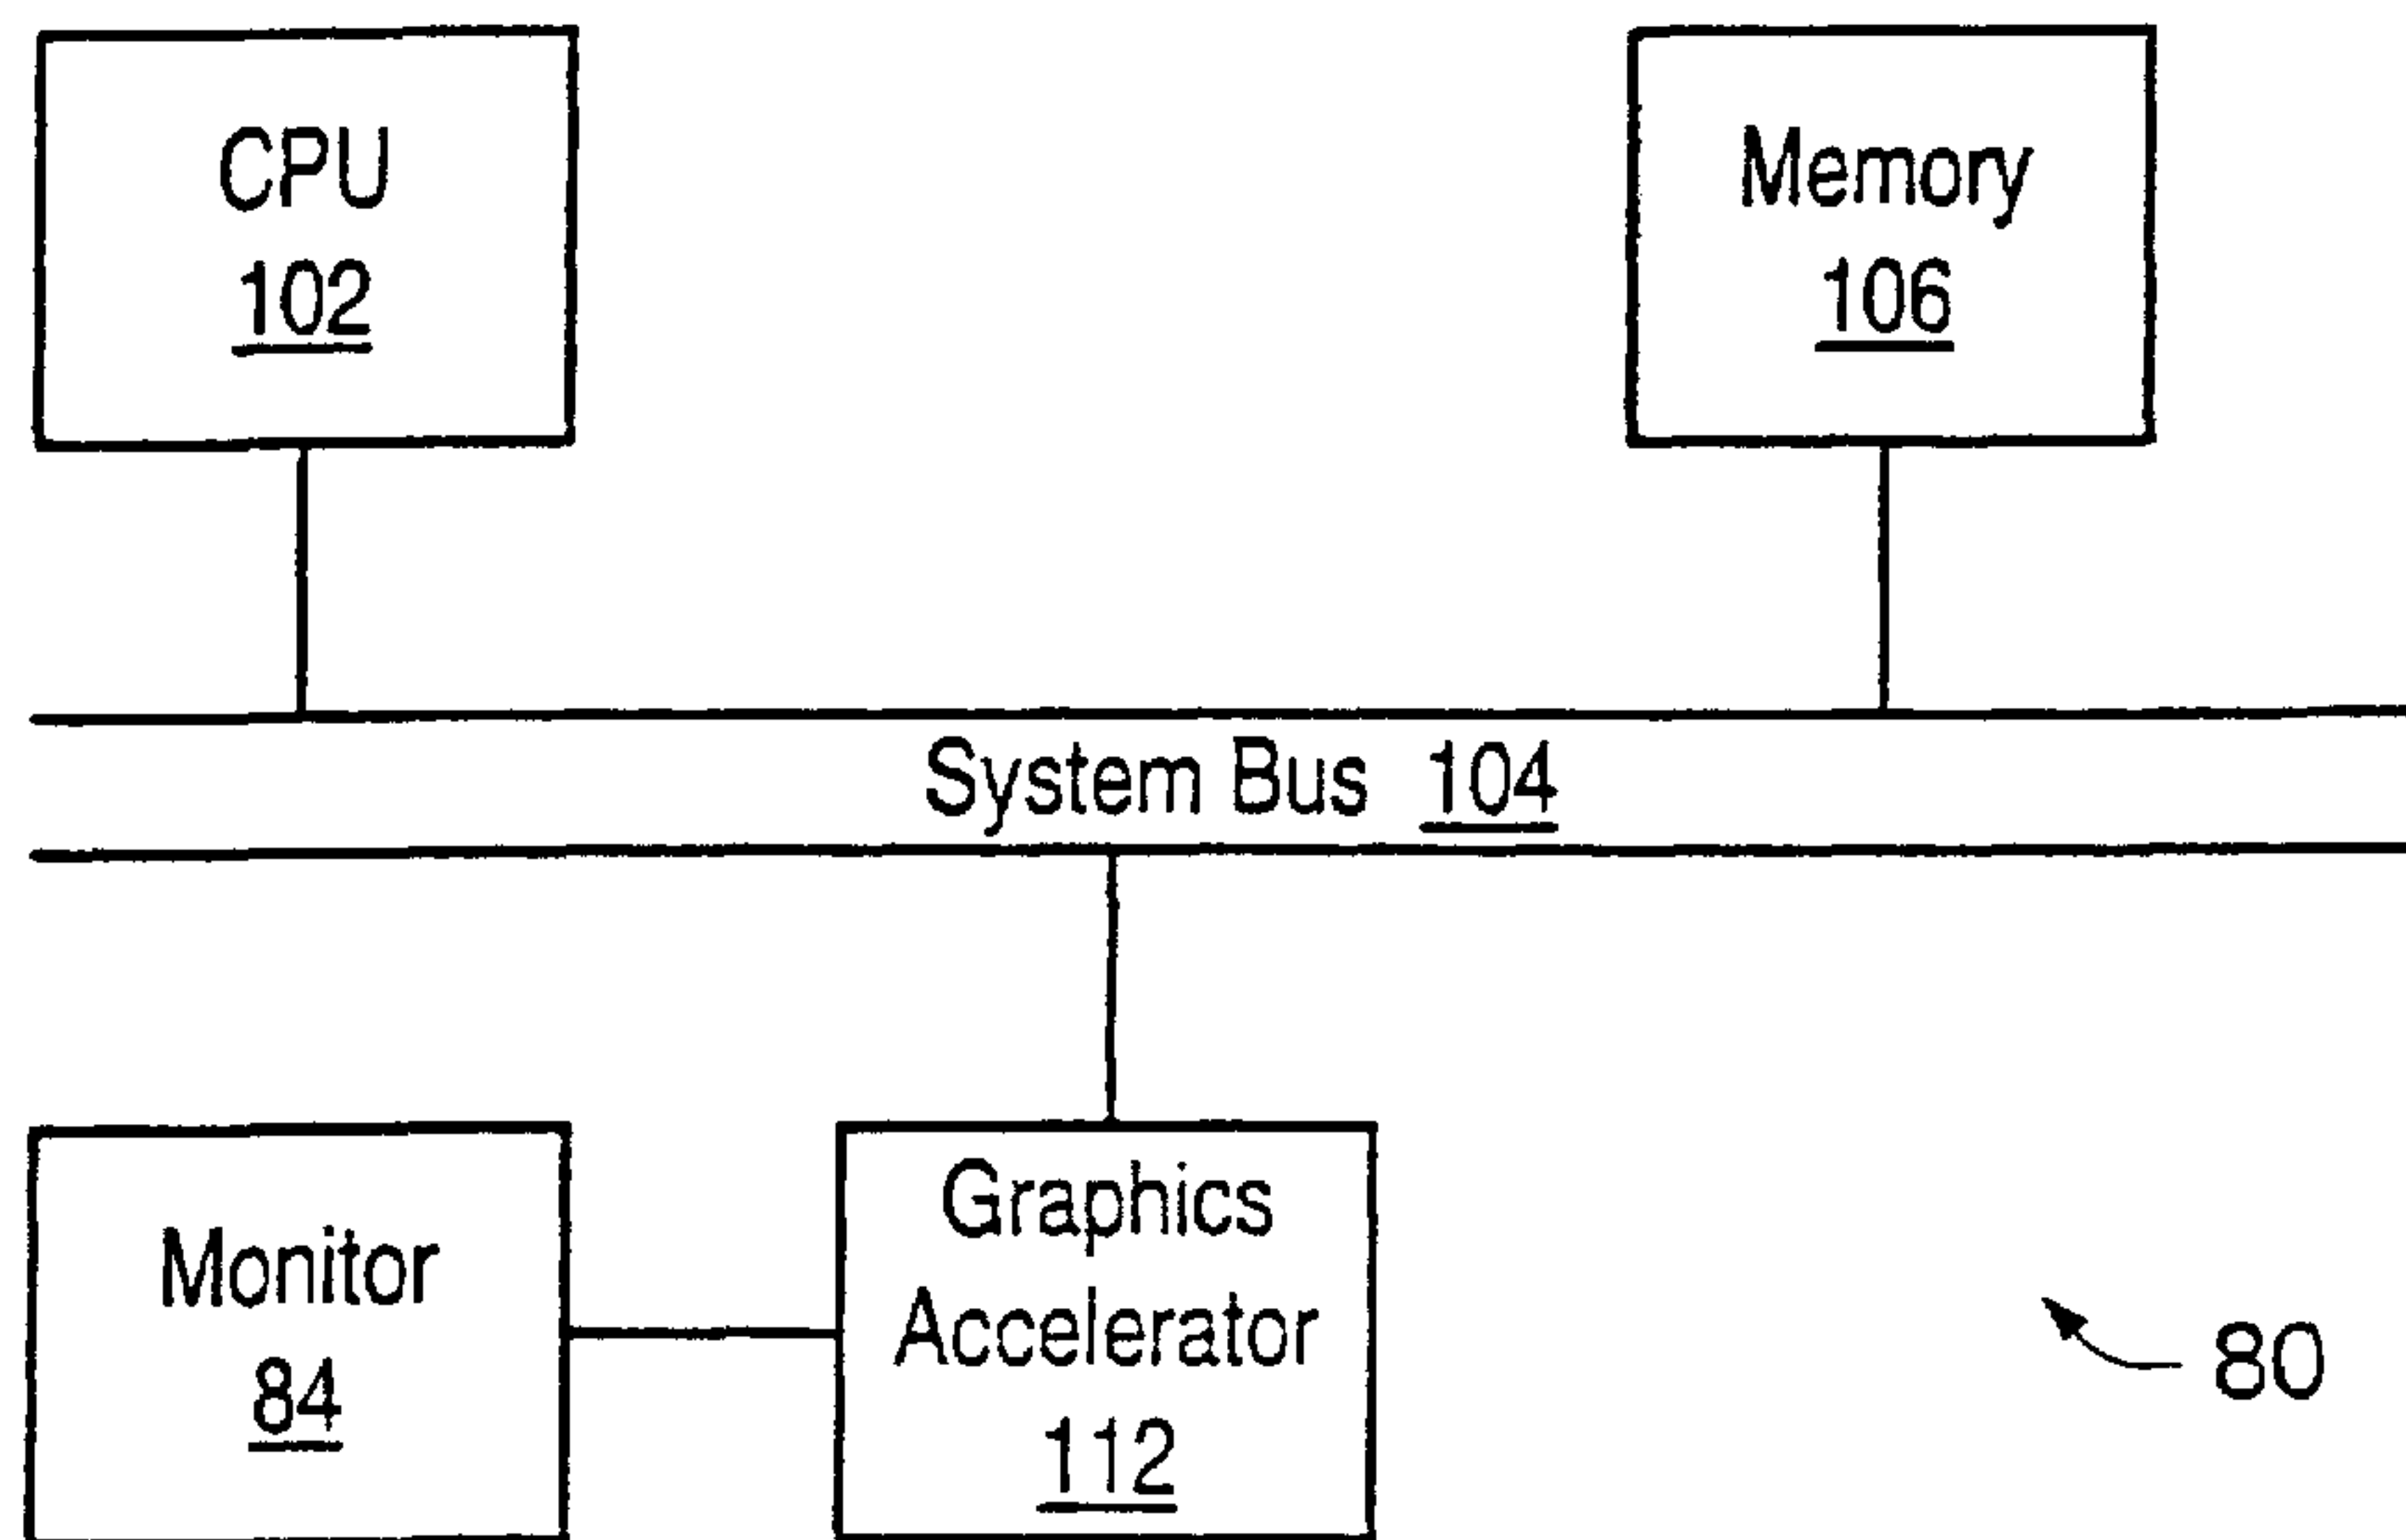 CPU
102
Memory
106
System Bus 104
Monitor
84
Graphics
Accelerator
112
80